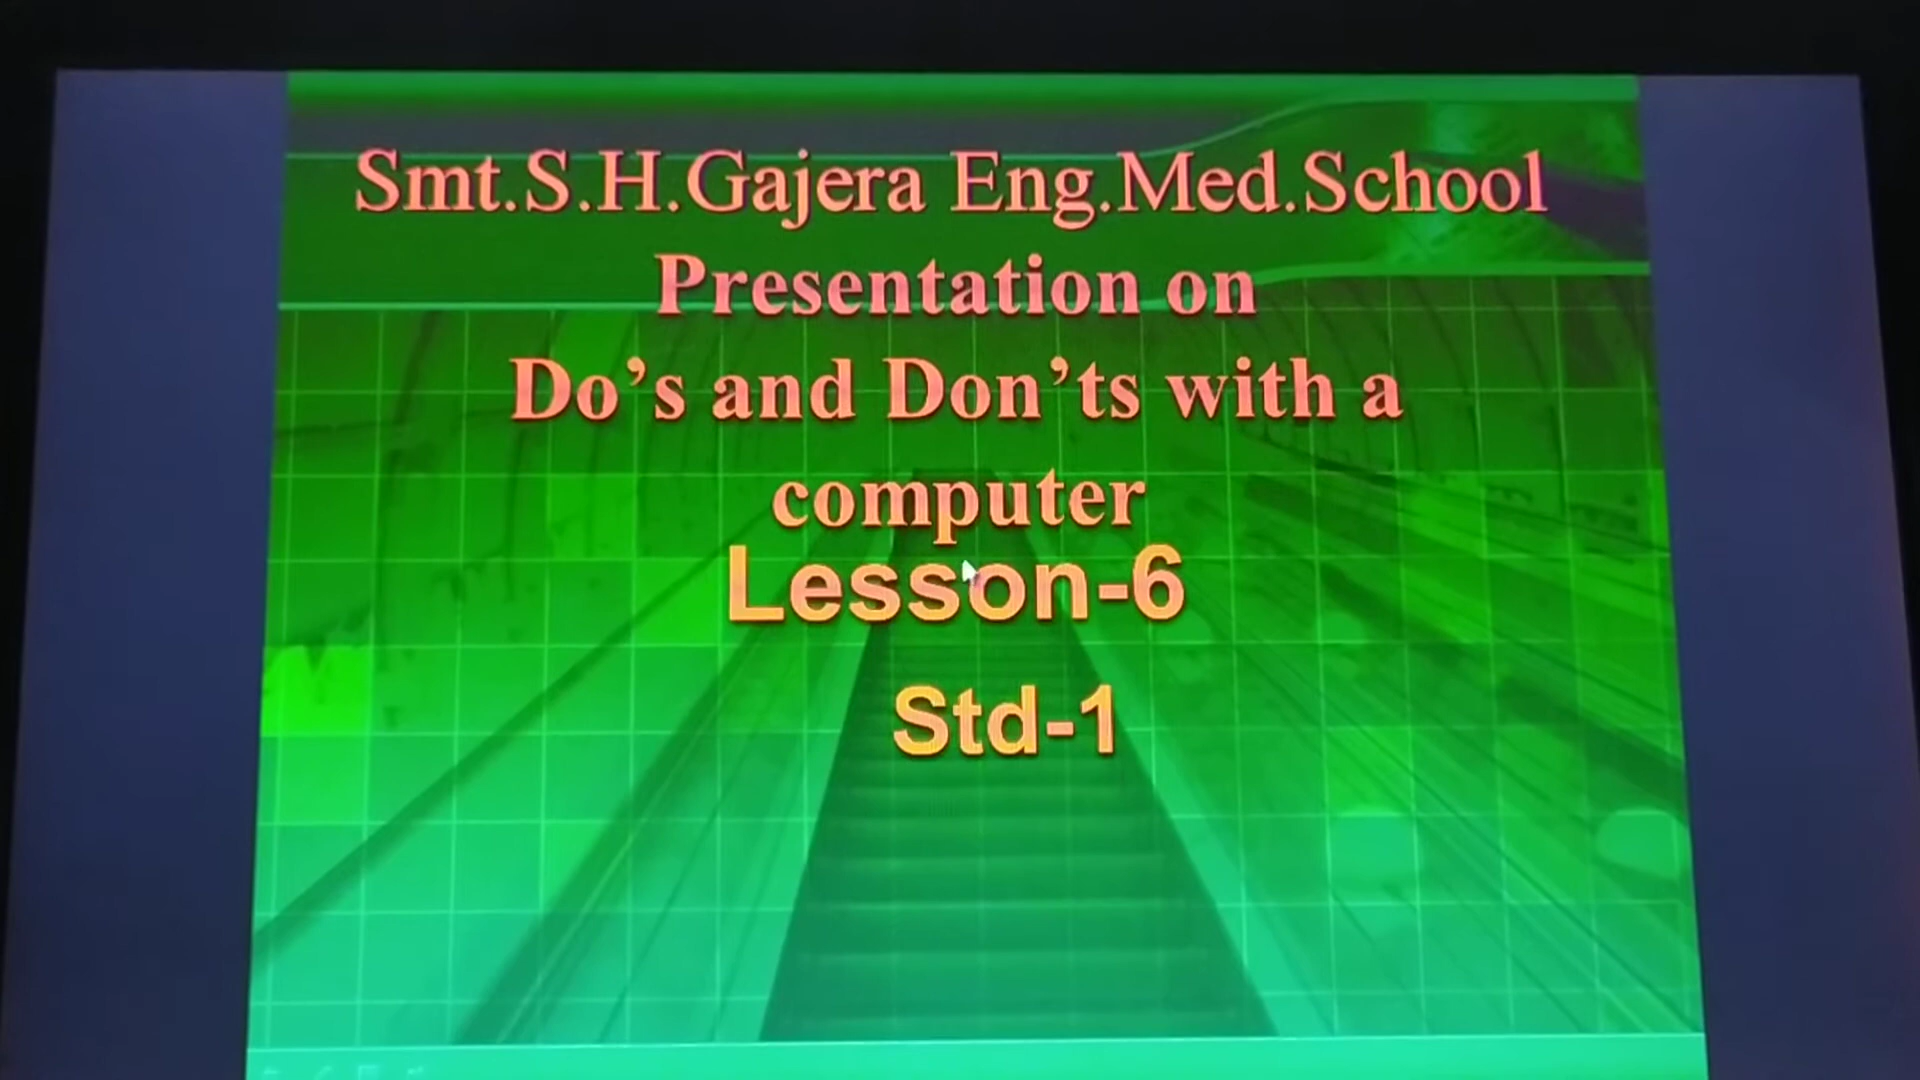 Smt.S.H.Gajera Eng.Med.School
Presentation on
Do’s and Don’ts with a
computer
Lesson-6
Std-1